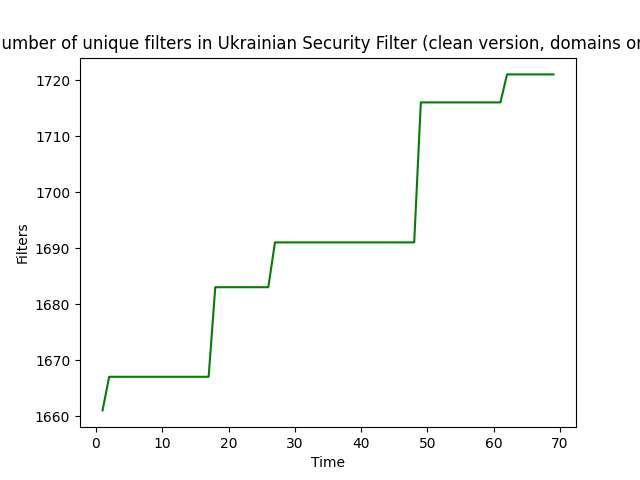 umber of unique filters in Ukrainian Security Filter (clean version, domains or
1720
1710
1700
1690
1680
1670
1660
Filters
0 10 20 30 40 50 60 70
Time